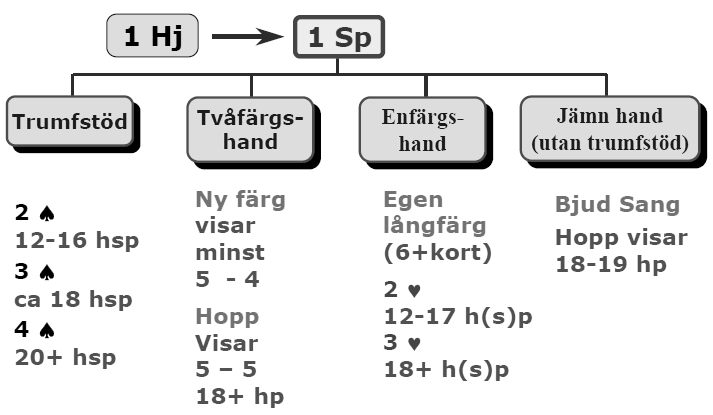 1 Hj
1 Sp
Trumfstöd
2 ♠
12-16 hsp
3 ♠
ca 18 hsp
4 ♠
20+ hsp
Tvåfärgs-
hand
Ny färg
visar
minst
5 - 4
Hopp
Visar
5 – 5
18+ hp
Enfärgs-
hand
Egen
långfärg
(6+kort)
2 ♥
12-17 h(s)p
3 ♥
18+ h(s)p
Jämn hand
(utan trumfstöd)
Bjud Sang
Hopp visar
18-19 hp